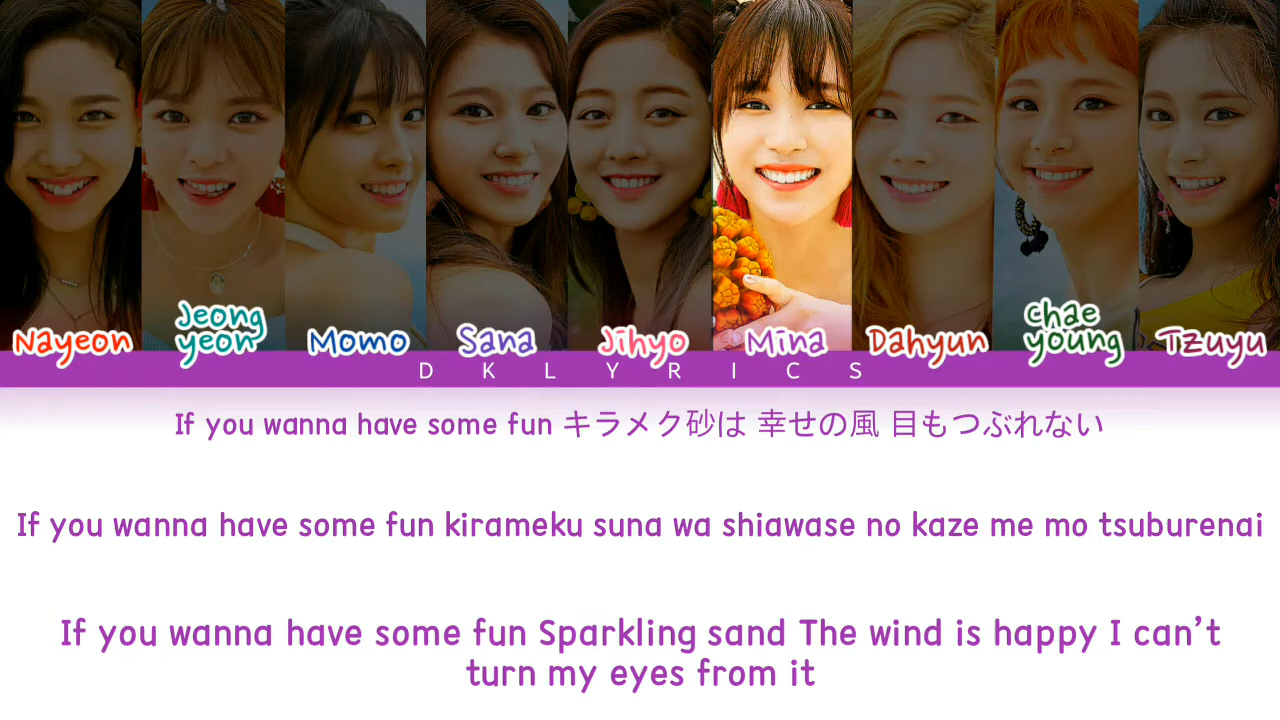 Nayeon Jeong yeon Momo Sana Jihyo Mina Dahyun chae young Tzuyu
DKLYRICS
If you wanna have some fun キラメク砂は 幸せの風 目もつぶれない
If you wanna have some fun kirameku suna wa shiawase no kaze me mo tsuburenai
If you wanna have some fun Sparkling sand The wind is happy I can’t
turn my eyes from it